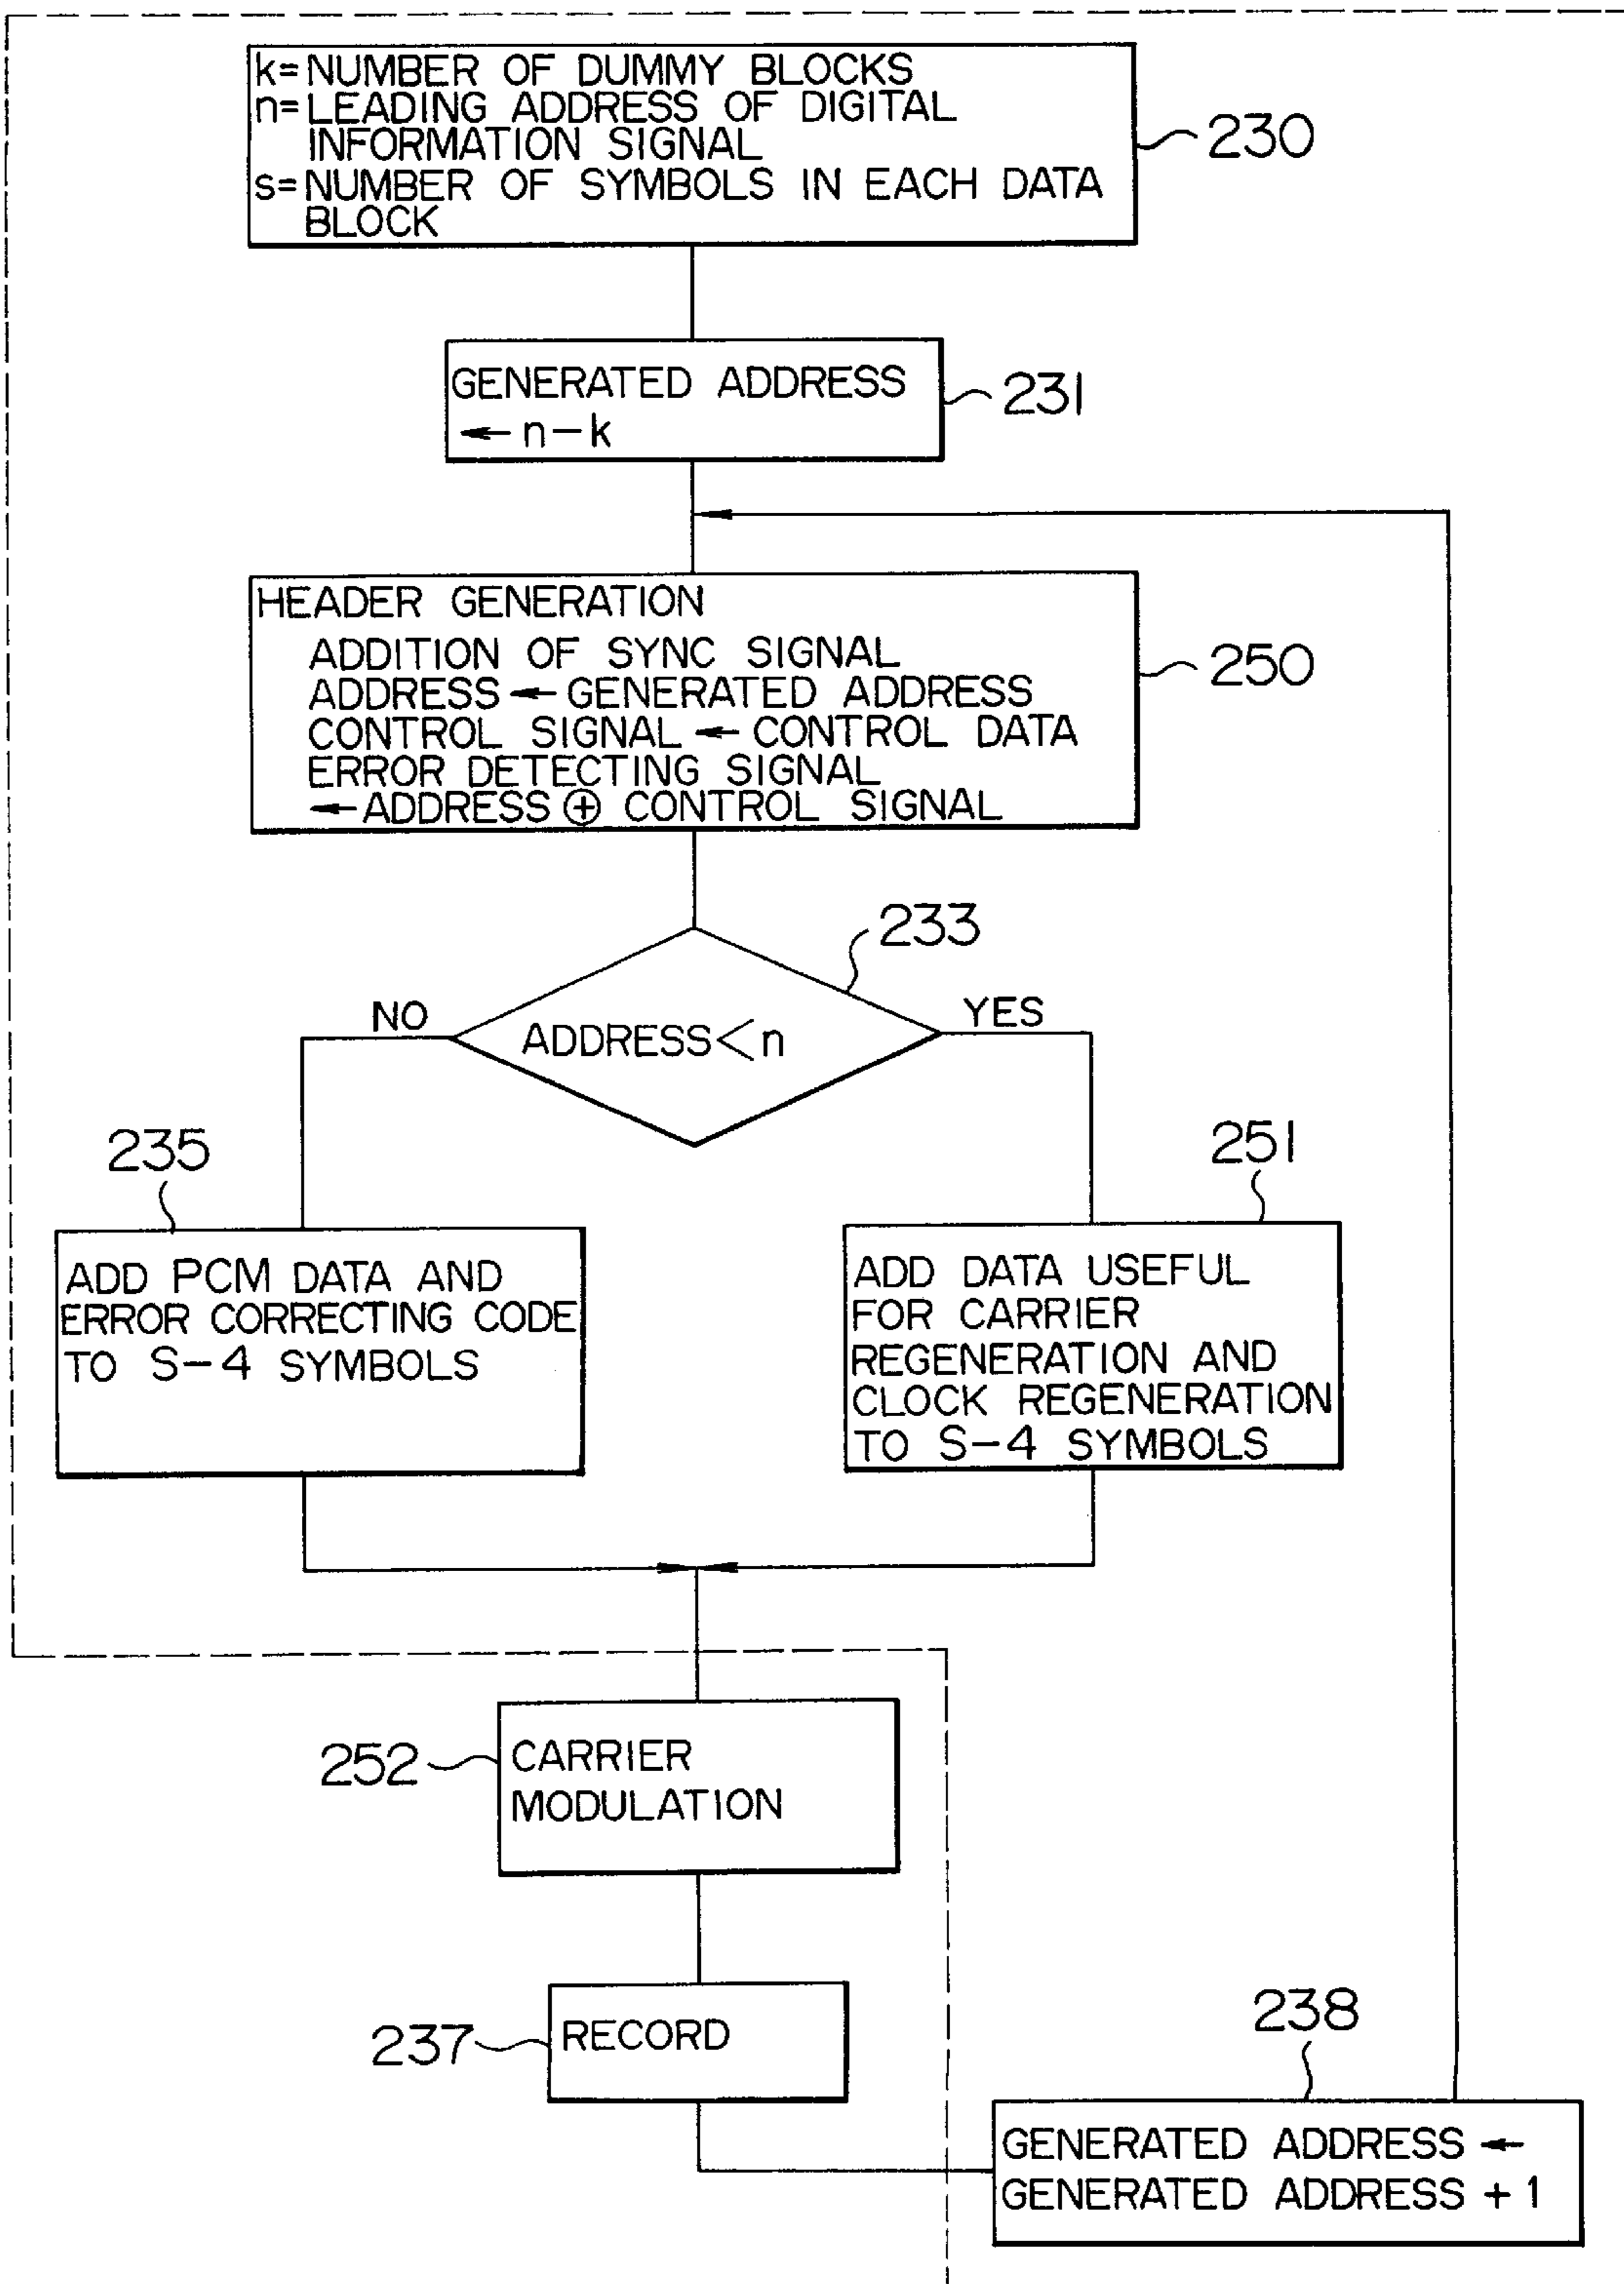 k=NUMBER OF DUMMY BLOCKS
n=LEADING ADDRESS OF DIGITAL
INFORMATION SIGNAL
s=NUMBER OF SYMBOLS IN EACH DATA
BLOCK
230
GENERATED ADDRESS
← n-k
231
HEADER GENERATION
ADDITION OF SYNC SIGNAL
ADDRESS ← GENERATED ADDRESS
CONTROL SIGNAL ← CONTROL DATA
ERROR DETECTING SIGNAL
← ADDRESS ⊕ CONTROL SIGNAL
250
233
NO
ADDRESS<n
YES
235
ADD PCM DATA AND
ERROR CORRECTING CODE
TO S-4 SYMBOLS
251
ADD DATA USEFUL
FOR CARRIER
REGENERATION AND
CLOCK REGENERATION
TO S-4 SYMBOLS
252
CARRIER
MODULATION
237
RECORD
238
GENERATED ADDRESS ←
GENERATED ADDRESS +1